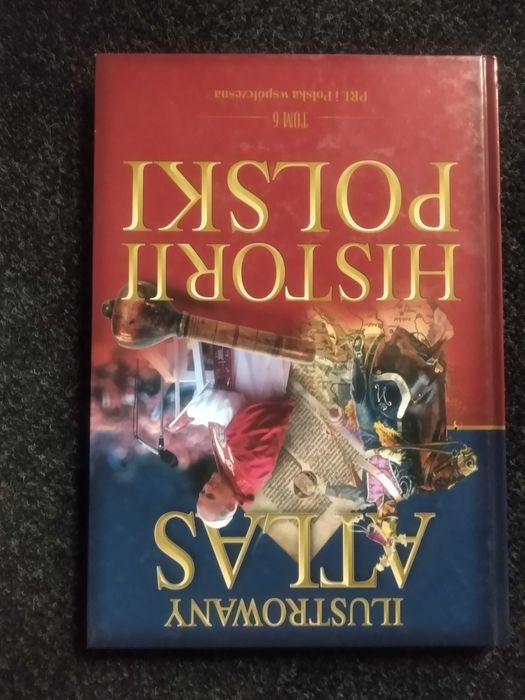 ILUSTROWANY
ATLAS
HISTORII
POLSKI
TOM 6
PRL i Polska współczesna